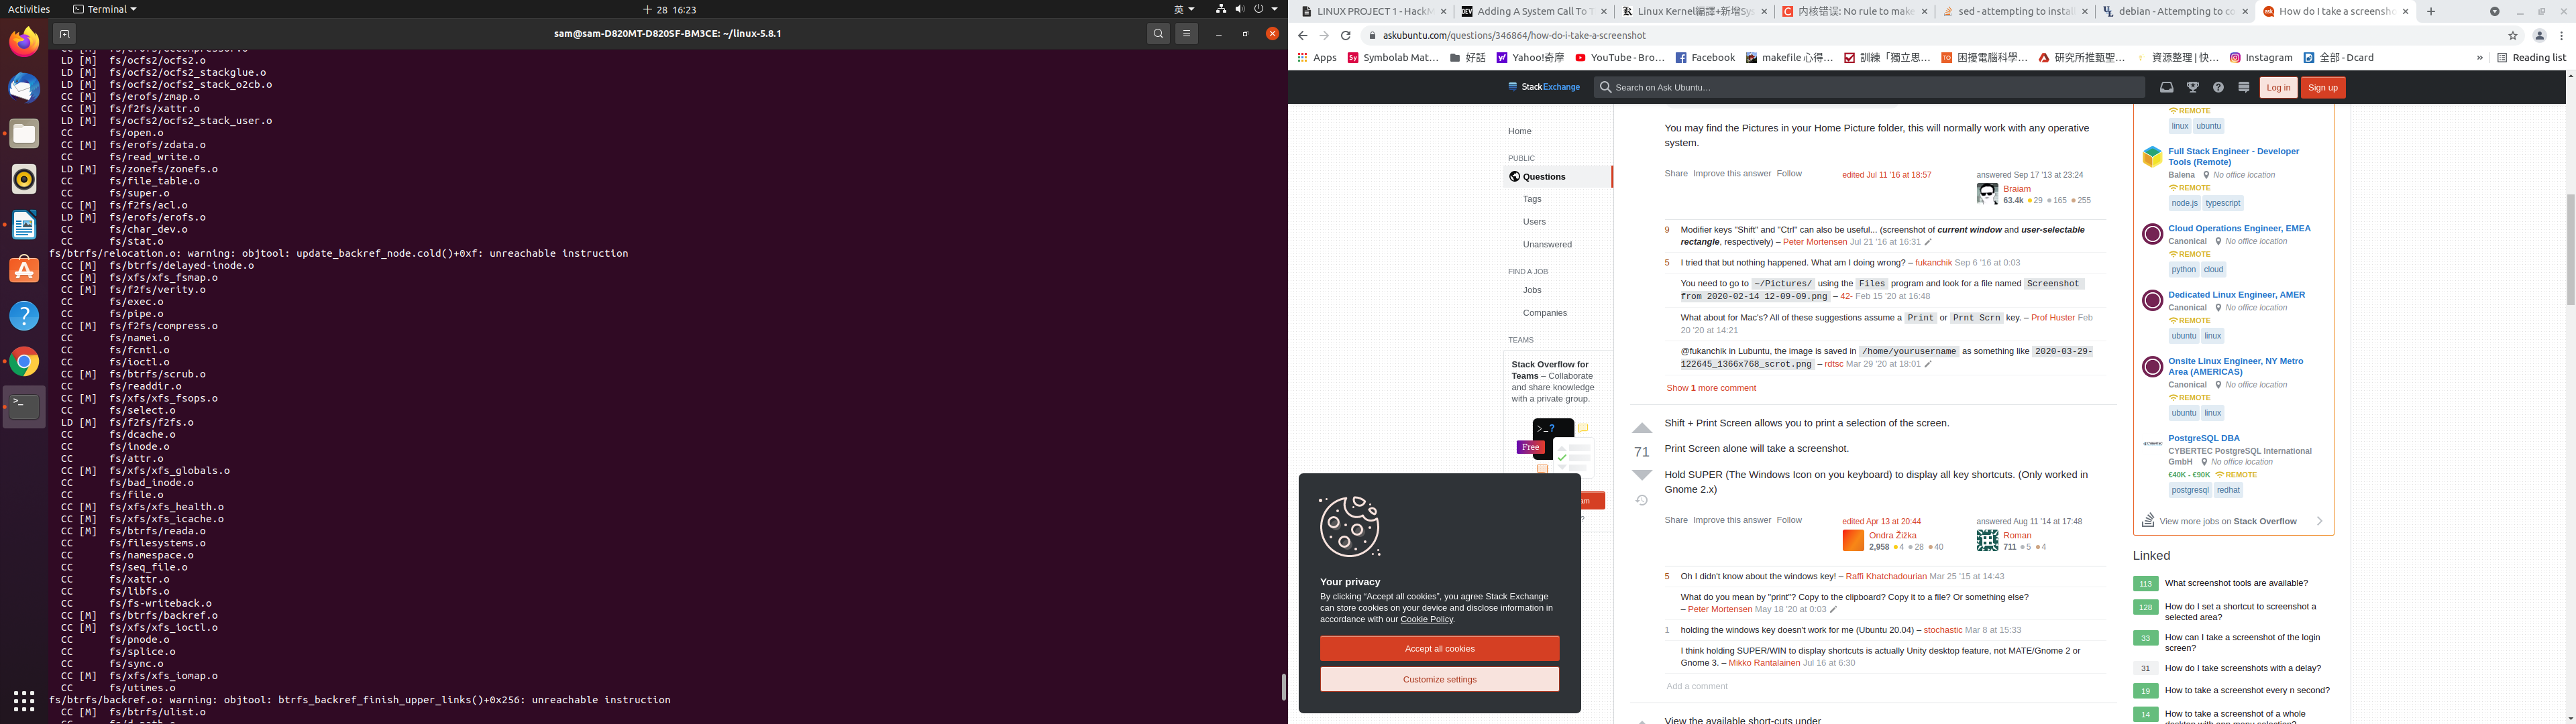 Activities
Terminal
十 28 16:23
英
sam@sam-D820MT-D820SF-BM3CE: ~/linux-5.8.1
LD [M] fs/ocfs2/ocfs2.o
LD [M] fs/ocfs2/ocfs2_stackglue.o
LD [M] fs/ocfs2/ocfs2_stack_o2cb.o
CC [M] fs/erofs/zmap.o
CC [M] fs/f2fs/xattr.o
LD [M] fs/ocfs2/ocfs2_stack_user.o
CC fs/open.o
CC [M] fs/erofs/zdata.o
CC fs/read_write.o
LD [M] fs/zonefs/zonefs.o
CC fs/file_table.o
CC fs/super.o
CC [M] fs/f2fs/acl.o
LD [M] fs/erofs/erofs.o
CC fs/char_dev.o
CC fs/stat.o
fs/btrfs/relocation.o: warning: objtool: update_backref_node.cold()+0xf: unreachable instruction
CC [M] fs/btrfs/delayed-inode.o
CC [M] fs/xfs/xfs_fsmap.o
CC [M] fs/f2fs/verity.o
CC fs/exec.o
CC fs/pipe.o
CC [M] fs/f2fs/compress.o
CC fs/namei.o
CC fs/fcntl.o
CC fs/ioctl.o
CC [M] fs/btrfs/scrub.o
CC fs/readdir.o
CC [M] fs/xfs/xfs_fsops.o
CC fs/select.o
LD [M] fs/f2fs/f2fs.o
CC fs/dcache.o
CC fs/inode.o
CC fs/attr.o
CC [M] fs/xfs/xfs_globals.o
CC fs/bad_inode.o
CC fs/file.o
CC [M] fs/xfs/xfs_health.o
CC [M] fs/xfs/xfs_icache.o
CC [M] fs/btrfs/reada.o
CC fs/filesystems.o
CC fs/namespace.o
CC fs/seq_file.o
CC fs/xattr.o
CC fs/libfs.o
CC fs/fs-writeback.o
CC [M] fs/btrfs/backref.o
CC [M] fs/xfs/xfs_ioctl.o
CC fs/pnode.o
CC fs/splice.o
CC fs/sync.o
CC [M] fs/xfs/xfs_iomap.o
CC fs/utimes.o
fs/btrfs/backref.o: warning: objtool: btrfs_backref_finish_upper_links()+0x256: unreachable instruction
CC [M] fs/btrfs/ulist.o
LINUX PROJECT 1 - HackM
Adding A System Call To T
Linux Kernel編譯+新增Sys
内核错误: No rule to make
sed - attempting to install
debian - Attempting to co
How do I take a screensho
askubuntu.com/questions/346864/how-do-i-take-a-screenshot
Apps
Symbolab Mat…
好話
Yahoo!奇摩
YouTube - Bro…
Facebook
makefile 心得…
訓練「獨立思…
困擾電腦科學…
研究所推甄聖…
資源整理 | 快…
Instagram
全部 - Dcard
»
Reading list
StackExchange
Search on Ask Ubuntu…
Log in
Sign up
Home
PUBLIC
Questions
Tags
Users
Unanswered
FIND A JOB
Jobs
Companies
TEAMS
Stack Overflow for
Teams – Collaborate
and share knowledge
with a private group.
>_?
Free
You may find the Pictures in your Home Picture folder, this will normally work with any operative
system.
Share Improve this answer Follow
edited Jul 11 '16 at 18:57
answered Sep 17 '13 at 23:24
Braiam
63.4k 29 165 255
9 Modifier keys "Shift" and "Ctrl" can also be useful... (screenshot of current window and user-selectable
rectangle, respectively) – Peter Mortensen Jul 21 '16 at 16:31
5 I tried that but nothing happened. What am I doing wrong? – fukanchik Sep 6 '16 at 0:03
You need to go to ~/Pictures/ using the Files program and look for a file named Screenshot
from 2020-02-14 12-09-09.png – 42- Feb 15 '20 at 16:48
What about for Mac's? All of these suggestions assume a Print or Prnt Scrn key. – Prof Huster Feb
20 '20 at 14:21
@fukanchik in Lubuntu, the image is saved in /home/yourusername as something like 2020-03-29-
122645_1366x768_scrot.png – rdtsc Mar 29 '20 at 18:01
Show 1 more comment
71
Shift + Print Screen allows you to print a selection of the screen.
Print Screen alone will take a screenshot.
Hold SUPER (The Windows Icon on you keyboard) to display all key shortcuts. (Only worked in
Gnome 2.x)
Share Improve this answer Follow
edited Apr 13 at 20:44
Ondra Žižka
2,958 4 28 40
answered Aug 11 '14 at 17:48
Roman
711 5 4
5 Oh I didn't know about the windows key! – Raffi Khatchadourian Mar 25 '15 at 14:43
What do you mean by "print"? Copy to the clipboard? Copy it to a file? Or something else?
– Peter Mortensen May 18 '20 at 0:03
1 holding the windows key doesn't work for me (Ubuntu 20.04) – stochastic Mar 8 at 15:33
I think holding SUPER/WIN to display shortcuts is actually Unity desktop feature, not MATE/Gnome 2 or
Gnome 3. – Mikko Rantalainen Jul 16 at 6:30
Add a comment
View the available short-cuts under
Your privacy
By clicking “Accept all cookies”, you agree Stack Exchange
can store cookies on your device and disclose information in
accordance with our Cookie Policy.
Accept all cookies
Customize settings
REMOTE
linux ubuntu
Full Stack Engineer - Developer
Tools (Remote)
Balena No office location
REMOTE
node.js typescript
Cloud Operations Engineer, EMEA
Canonical No office location
REMOTE
python cloud
Dedicated Linux Engineer, AMER
Canonical No office location
REMOTE
ubuntu linux
Onsite Linux Engineer, NY Metro
Area (AMERICAS)
Canonical No office location
REMOTE
ubuntu linux
PostgreSQL DBA
CYBERTEC PostgreSQL International
GmbH No office location
€40K - €90K REMOTE
postgresql redhat
View more jobs on Stack Overflow
Linked
113 What screenshot tools are available?
128 How do I set a shortcut to screenshot a
selected area?
33 How can I take a screenshot of the login
screen?
31 How do I take screenshots with a delay?
19 How to take a screenshot every n second?
14 How to take a screenshot of a whole